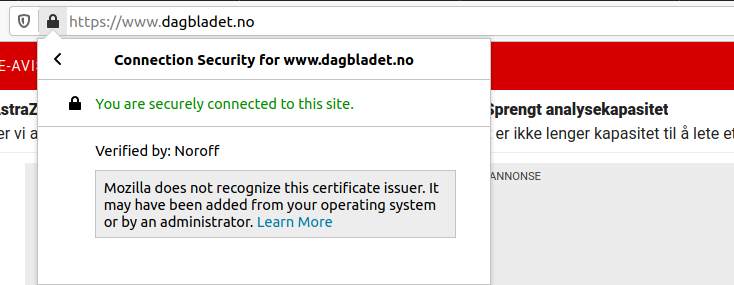 https://www.dagbladet.no
E-AVIS
Connection Security for www.dagbladet.no
You are securely connected to this site.
Verified by: Noroff
Mozilla does not recognize this certificate issuer. It
may have been added from your operating system
or by an administrator. Learn More
straZ
Sprengt analysekapasitet
er vi a
er ikke lenger kapasitet til å lete et
ANNONSE